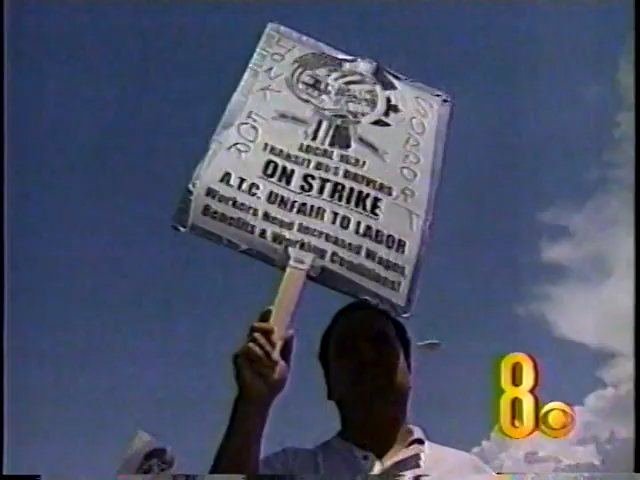 HONK
FOR
SUPPORT
LOCAL 1637
TRANSIT BUS DRIVERS
ON STRIKE
A.T.C. UNFAIR TO LABOR
Workers Need Increased Wages,
Benefits & Working Conditions!
8